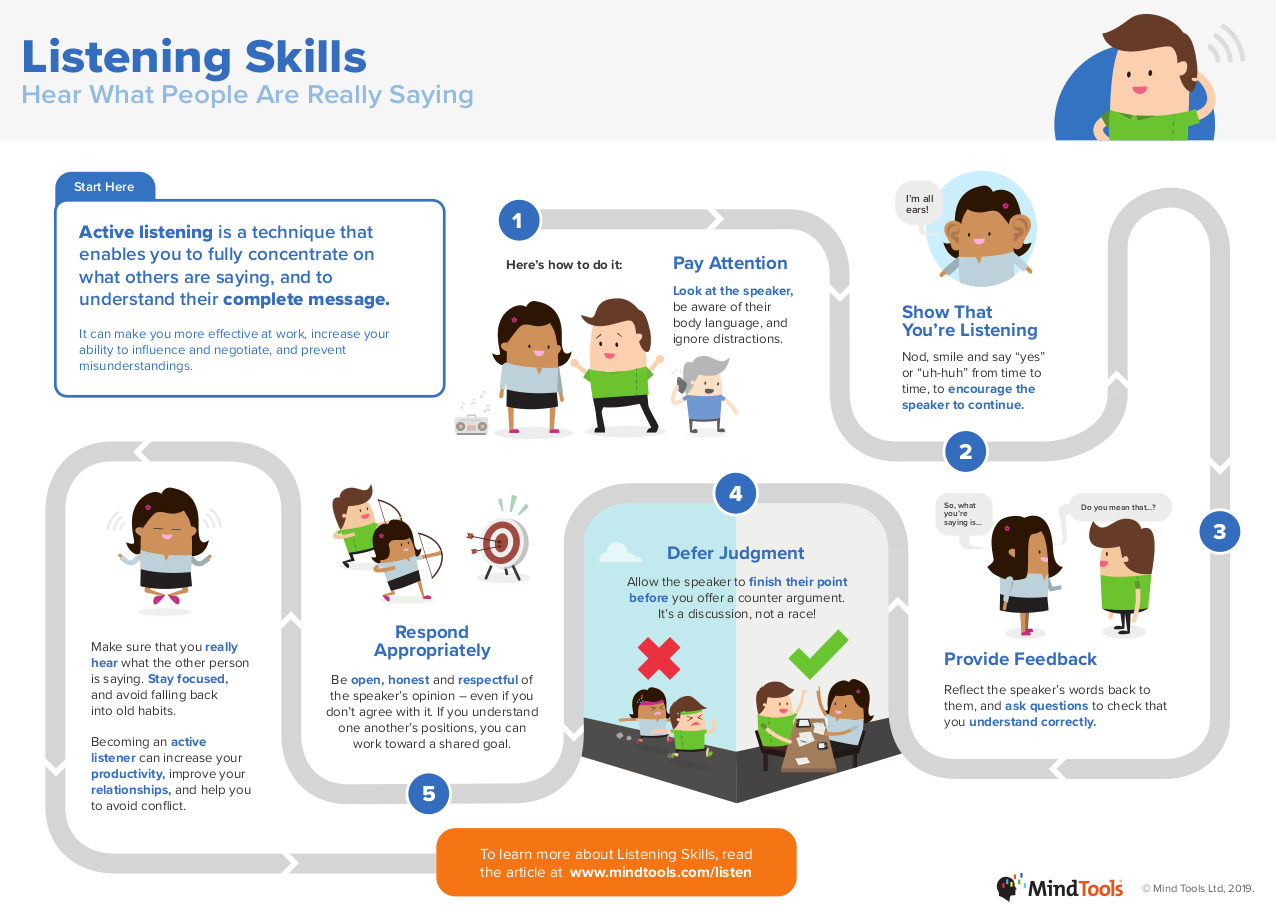 Listening Skills
Hear What People Are Really Saying
Start Here
Active listening is a technique that
enables you to fully concentrate on
what others are saying, and to
understand their complete message.
It can make you more effective at work, increase your
ability to influence and negotiate, and prevent
misunderstandings.
1
Here's how to do it:
Pay Attention
Look at the speaker,
be aware of their
body language, and
ignore distractions.
I'm all
ears!
Show That
You're Listening
Nod, smile and say “yes”
or “uh-huh” from time to
time, to encourage the
speaker to continue.
2
3
So, what
you're
saying is...
Do you mean that...?
Provide Feedback
Reflect the speaker's words back to
them, and ask questions to check that
you understand correctly.
4
Defer Judgment
Allow the speaker to finish their point
before you offer a counter argument.
It's a discussion, not a race!
Respond
Appropriately
Be open, honest and respectful of
the speaker's opinion – even if you
don't agree with it. If you understand
one another's positions, you can
work toward a shared goal.
5
Make sure that you really
hear what the other person
is saying. Stay focused,
and avoid falling back
into old habits.
Becoming an active
listener can increase your
productivity, improve your
relationships, and help you
to avoid conflict.
To learn more about Listening Skills, read
the article at www.mindtools.com/listen
MindTools
© Mind Tools Ltd, 2019.